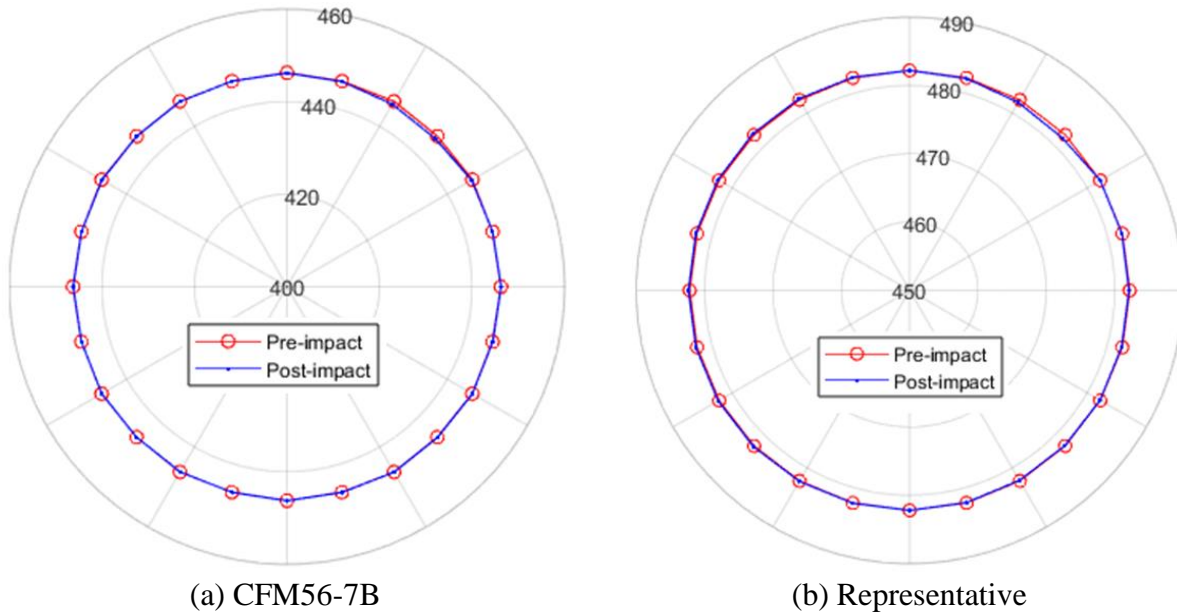 460
440
420
400
Pre-impact
Post-impact
(a) CFM56-7B
490
480
470
460
450
Pre-impact
Post-impact
(b) Representative